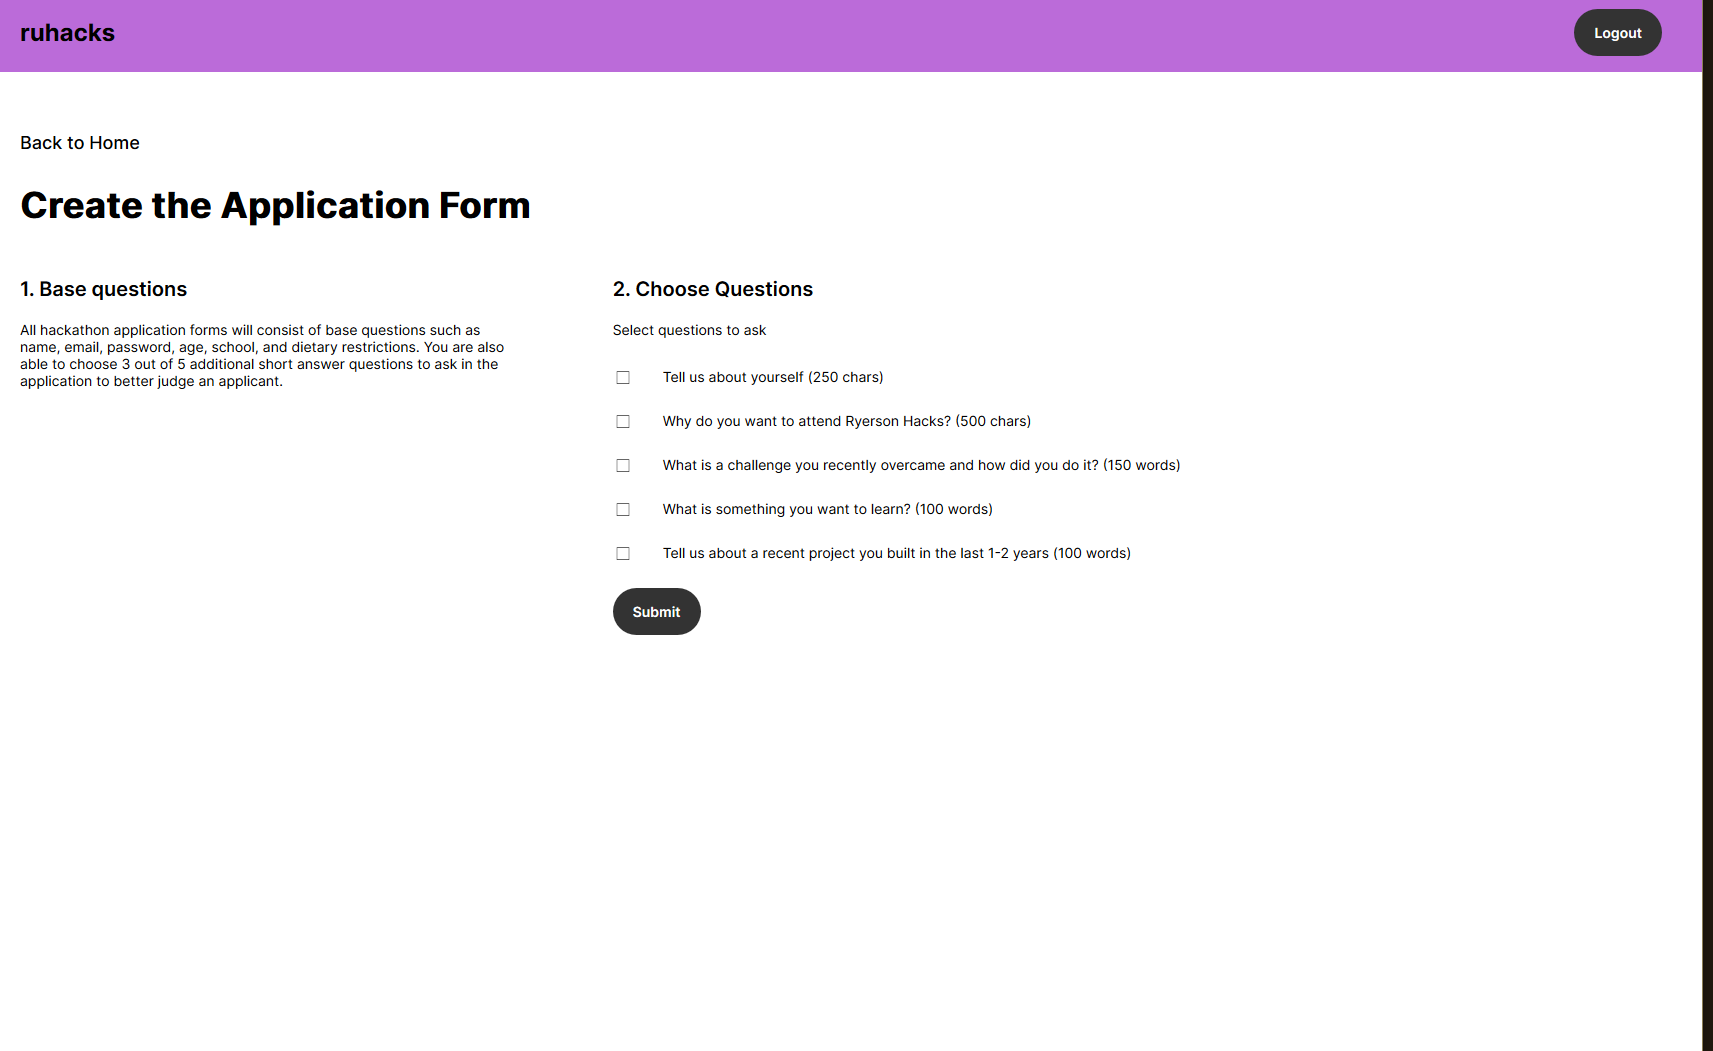 ruhacks
Logout
Back to Home
Create the Application Form
1. Base questions
All hackathon application forms will consist of base questions such as
name, email, password, age, school, and dietary restrictions. You are also
able to choose 3 out of 5 additional short answer questions to ask in the
application to better judge an applicant.
2. Choose Questions
Select questions to ask
Tell us about yourself (250 chars)
Why do you want to attend Ryerson Hacks? (500 chars)
What is a challenge you recently overcame and how did you do it? (150 words)
What is something you want to learn? (100 words)
Tell us about a recent project you built in the last 1-2 years (100 words)
Submit